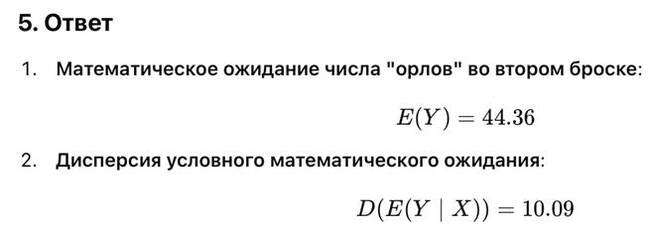 5. Ответ
1. Математическое ожидание числа "орлов" во втором броске:
E(Y) = 44.36
2. Дисперсия условного математического ожидания:
D(E(Y | X)) = 10.09